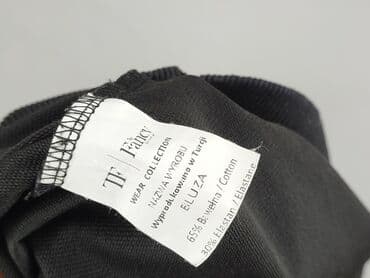 TF | Fancy
WEAR COLLECTION
NAZWA WYROBU
Wyprodukowano w Turcji
BLUZA
65% Bawełna / Cotton
30% Elastan / Elastane